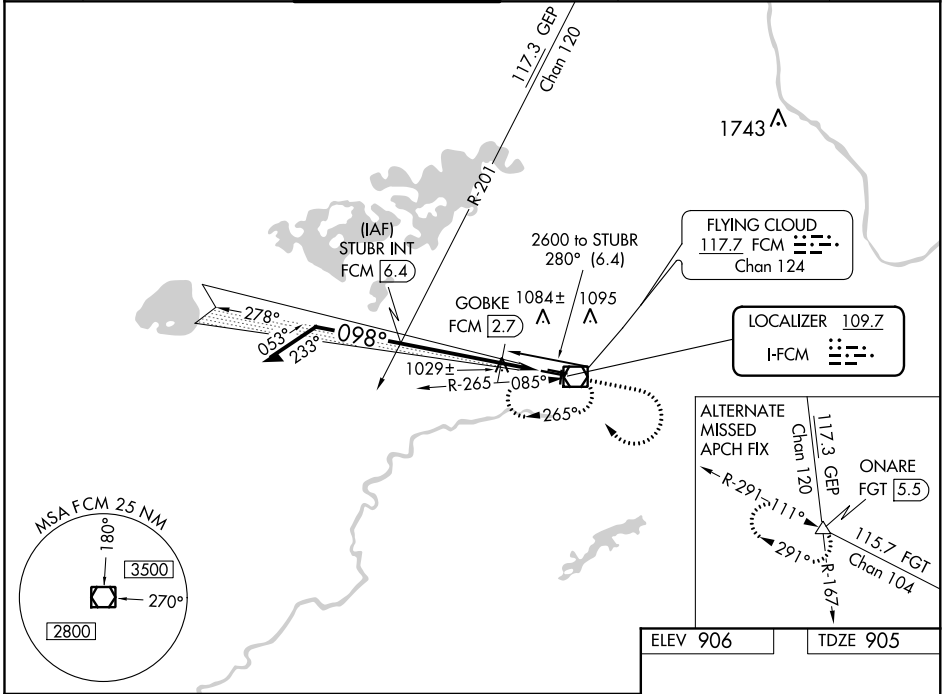 117.3 GEP
Chan 120
1743
R-201
(IAF)
STUBR INT
FCM 6.4
2600 to STUBR
280° (6.4)
FLYING CLOUD
117.7 FCM
Chan 124
GOBKE
FCM 2.7
1084±
1095
LOCALIZER 109.7
I-FCM
278°
053°
233°
098°
1029±
R-265
085°
265°
ALTERNATE
MISSED
APCH FIX
117.3 GEP
Chan 120
ONARE
FGT 5.5
R-291
111°
291°
115.7 FGT
Chan 104
R-167
MSA FCM 25 NM
180°
3500
270°
2800
ELEV 906
TDZE 905